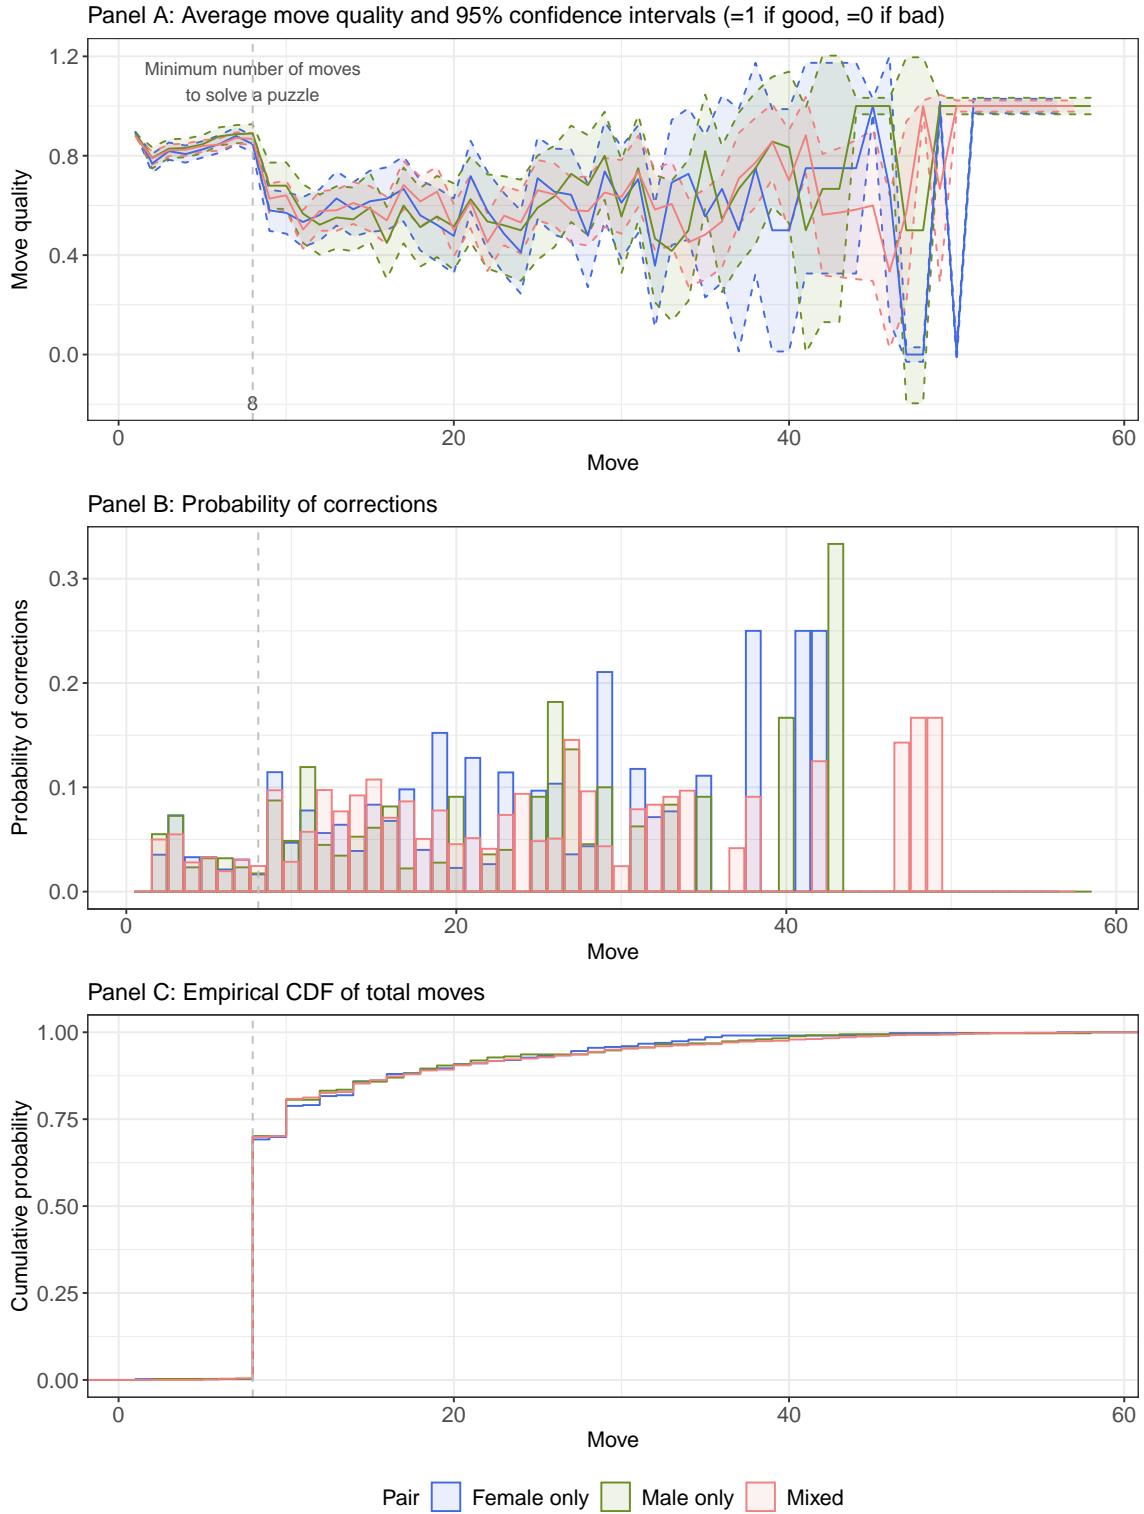 Panel A: Average move quality and 95% confidence intervals (=1 if good, =0 if bad)
Minimum number of moves
to solve a puzzle
Move quality
1.2
0.8
0.4
0.0
8
0 20 40 60
Move
Panel B: Probability of corrections
Probability of corrections
0.3
0.2
0.1
0.0
0 20 40 60
Move
Panel C: Empirical CDF of total moves
Cumulative probability
1.00
0.75
0.50
0.25
0.00
0 20 40 60
Move
Pair Female only Male only Mixed